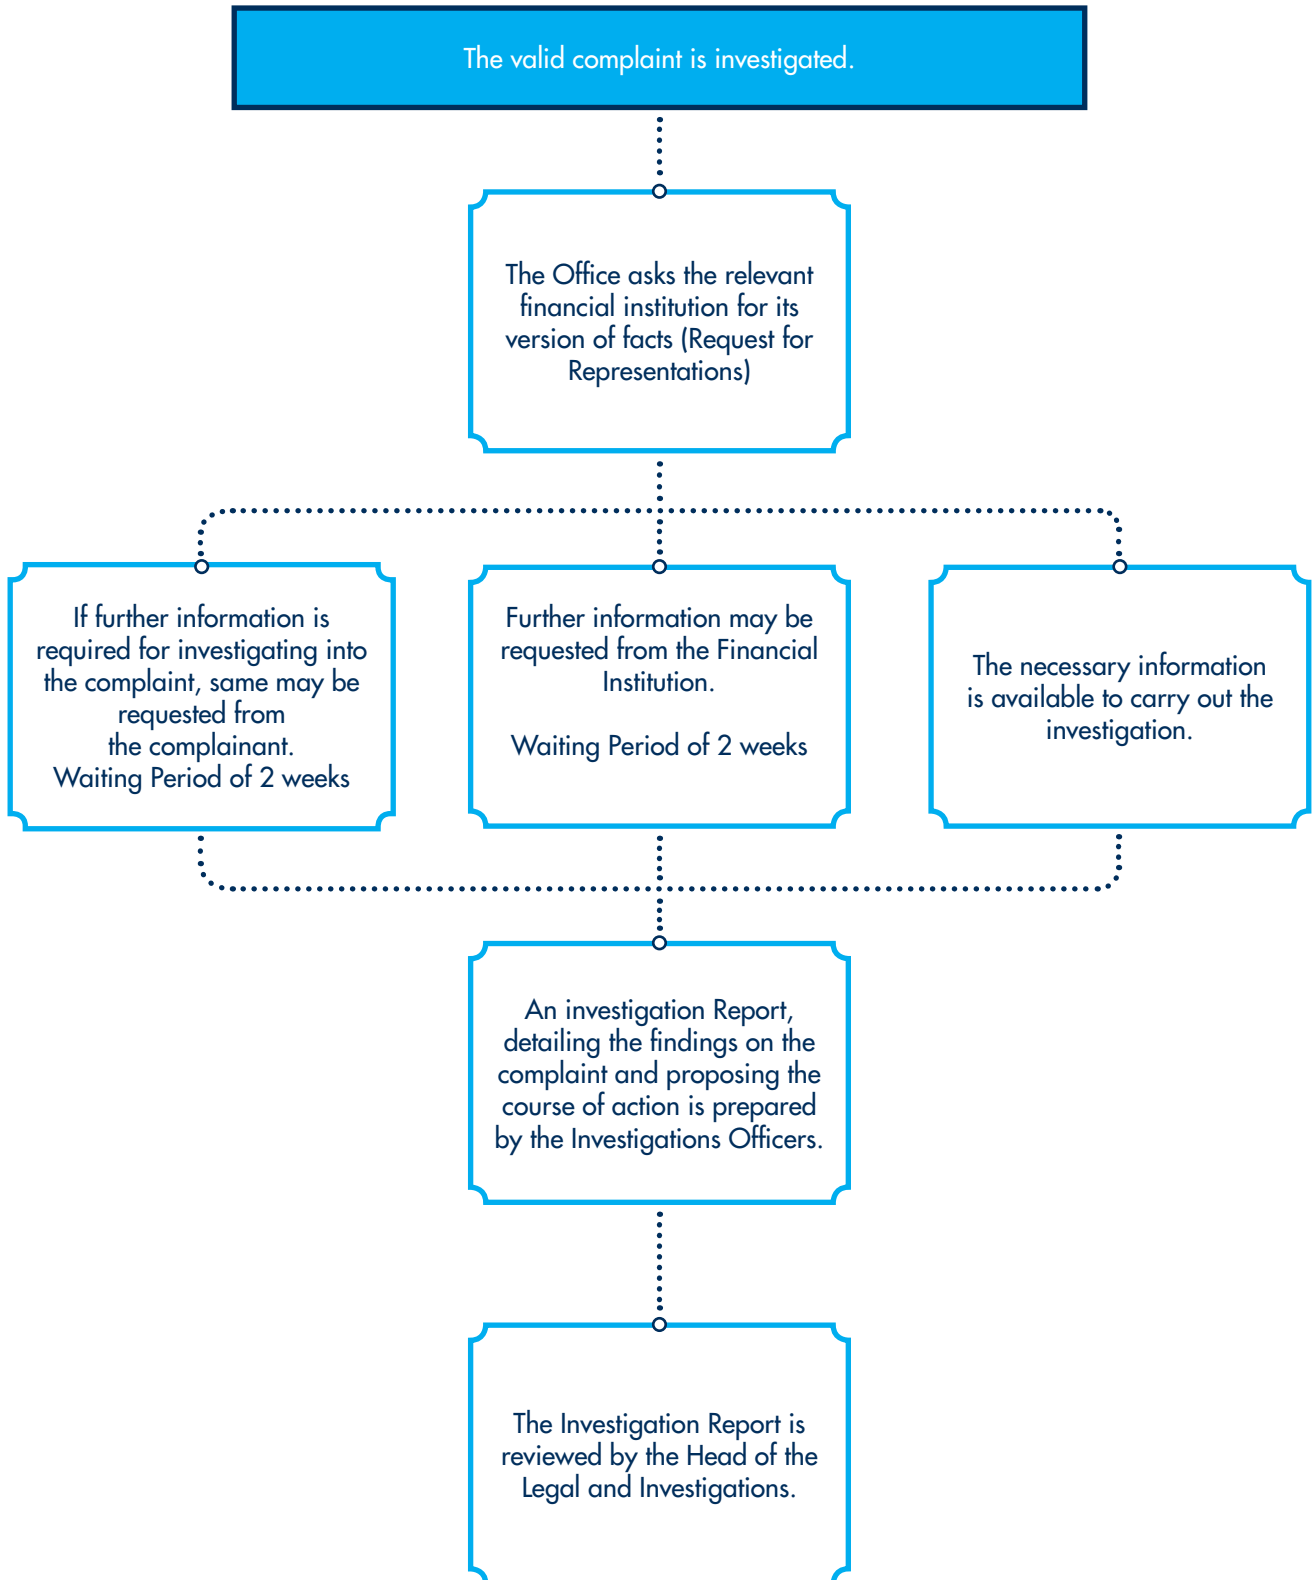 The valid complaint is investigated.
The Office asks the relevant
financial institution for its
version of facts (Request for
Representations)
If further information is
required for investigating into
the complaint, same may be
requested from
the complainant.
Waiting Period of 2 weeks
Further information may be
requested from the Financial
Institution.
Waiting Period of 2 weeks
The necessary information
is available to carry out the
investigation.
An investigation Report,
detailing the findings on the
complaint and proposing the
course of action is prepared
by the Investigations Officers.
The Investigation Report is
reviewed by the Head of the
Legal and Investigations.